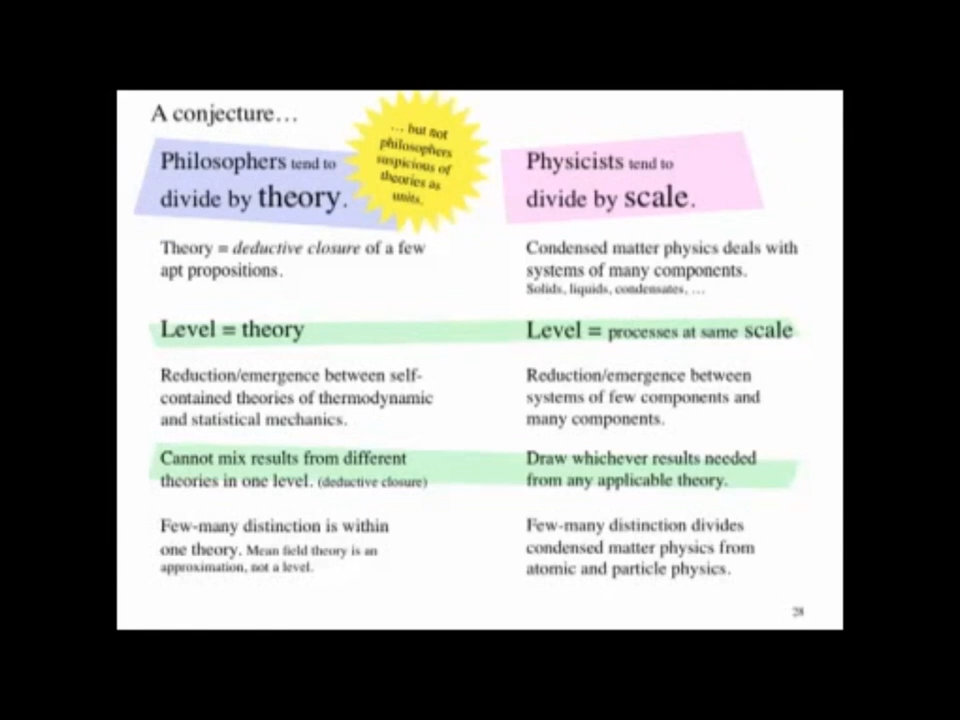 A conjecture…
… but not
philosophers
suspicious of
theories as
units.
Philosophers tend to
divide by theory.
Theory = deductive closure of a few
apt propositions.
Level = theory
Reduction/emergence between self-
contained theories of thermodynamic
and statistical mechanics.
Cannot mix results from different
theories in one level. (deductive closure)
Few-many distinction is within
one theory. Mean field theory is an
approximation, not a level.
Physicists tend to
divide by scale.
Condensed matter physics deals with
systems of many components.
Solids, liquids, condensates, …
Level = processes at same scale
Reduction/emergence between
systems of few components and
many components.
Draw whichever results needed
from any applicable theory.
Few-many distinction divides
condensed matter physics from
atomic and particle physics.
28